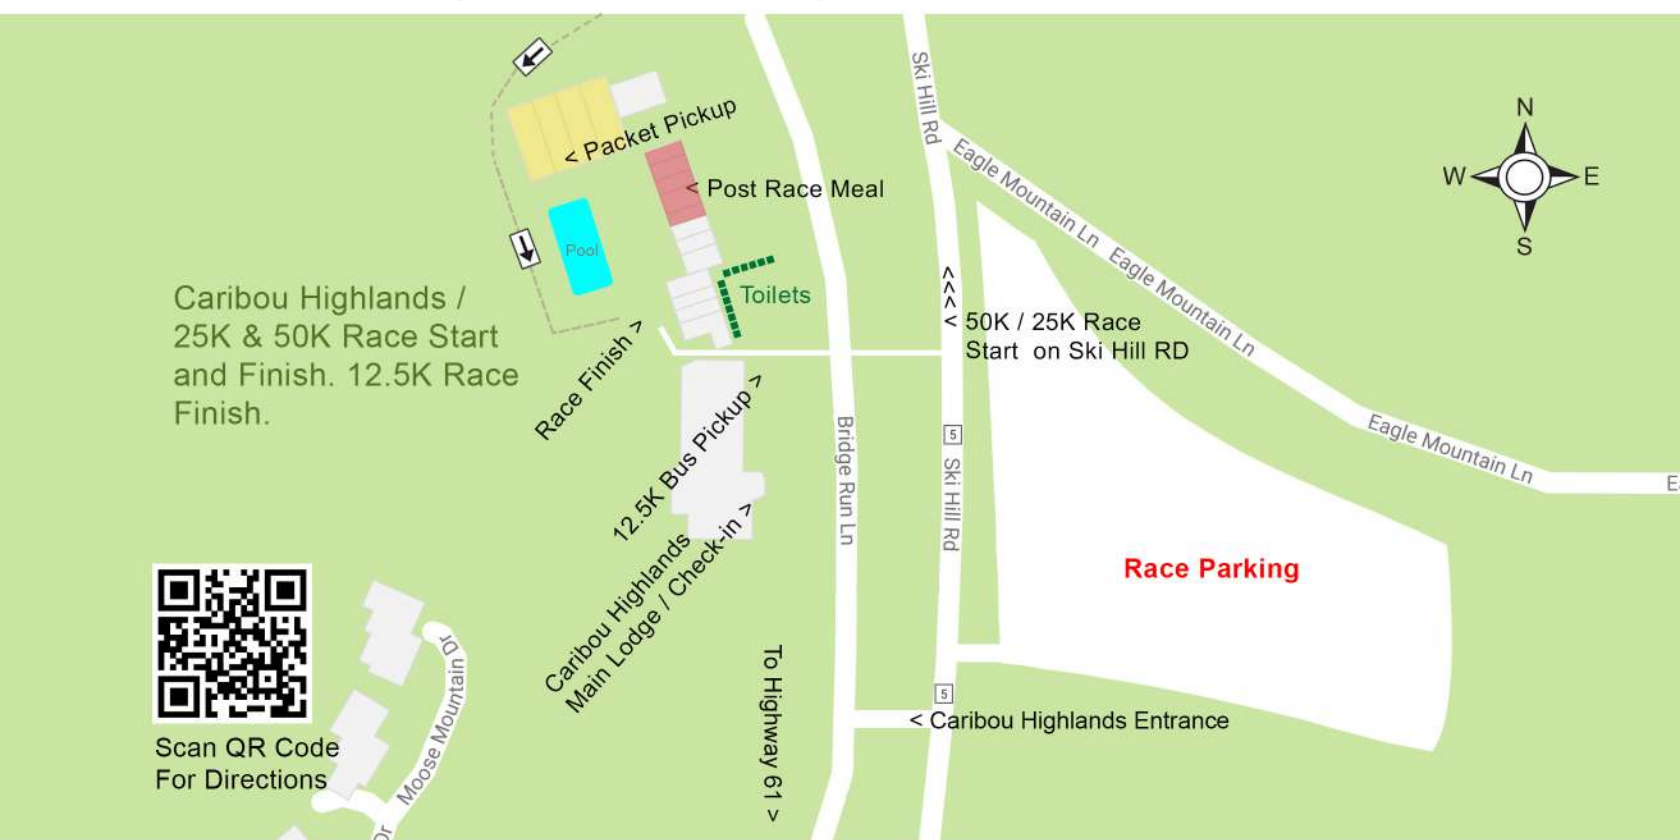 Ski Hill Rd
N
W
E
S
< Packet Pickup
Eagle Mountain Ln
Eagle Mountain Ln
< Post Race Meal
Pool
Toilets
Caribou Highlands /
25K & 50K Race Start
and Finish. 12.5K Race
Finish.
<<<
< 50K / 25K Race
Start on Ski Hill RD
Race Finish >
12.5K Bus Pickup >
Bridge Run Ln
5
Ski Hill Rd
Eagle Mountain Ln
E
Race Parking
Caribou Highlands
Main Lodge / Check-in >
Moose Mountain Dr
To Highway 61 >
5
< Caribou Highlands Entrance
Scan QR Code
For Directions
Dr